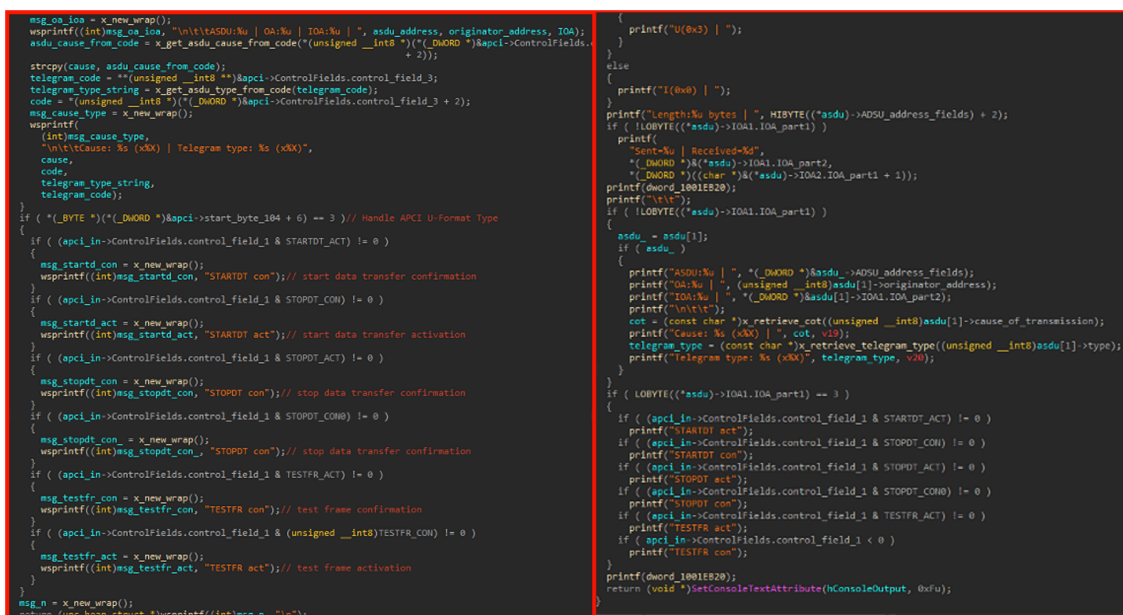 msg_oa_ioa = x_new_wrap();
wsprintf((int)msg_oa_ioa, "\n\t\tASDU:%u | OA:%u | IOA:%u | ", asdu_address, originator_address, IOA);
asdu_cause_from_code = x_get_asdu_cause_from_code(*(unsigned __int8 *)(*(_DWORD *)&apci->ControlFields.
+ 2));
strcpy(cause, asdu_cause_from_code);
telegram_code = **(unsigned __int8 **)&apci->ControlFields.control_field_3;
telegram_type_string = x_get_asdu_type_from_code(telegram_code);
code = *(unsigned __int8 *)(*(_DWORD *)&apci->ControlFields.control_field_3 + 2);
msg_cause_type = x_new_wrap();
wsprintf(
(int)msg_cause_type,
"\n\t\tCause: %s (x%X) | Telegram type: %s (x%X)",
cause,
code,
telegram_type_string,
telegram_code);
}
if ( *(_BYTE *)(*(_DWORD *)&apci->start_byte_104 + 6) == 3 )// Handle APCI U-Format Type
{
if ( (apci_in->ControlFields.control_field_1 & STARTDT_ACT) != 0 )
{
msg_startd_con = x_new_wrap();
wsprintf((int)msg_startd_con, "STARTDT con");// start data transfer confirmation
}
if ( (apci_in->ControlFields.control_field_1 & STOPDT_CON) != 0 )
{
msg_startd_act = x_new_wrap();
wsprintf((int)msg_startd_act, "STARTDT act");// start data transfer activation
}
if ( (apci_in->ControlFields.control_field_1 & STOPDT_ACT) != 0 )
{
msg_stopdt_con = x_new_wrap();
wsprintf((int)msg_stopdt_con, "STOPDT con");// stop data transfer confirmation
}
if ( (apci_in->ControlFields.control_field_1 & STOPDT_CON0) != 0 )
{
msg_stopdt_con_ = x_new_wrap();
wsprintf((int)msg_stopdt_con_, "STOPDT con");// stop data transfer confirmation
}
if ( (apci_in->ControlFields.control_field_1 & TESTFR_ACT) != 0 )
{
msg_testfr_con = x_new_wrap();
wsprintf((int)msg_testfr_con, "TESTFR con");// test frame confirmation
}
if ( (apci_in->ControlFields.control_field_1 & (unsigned __int8)TESTFR_CON) != 0 )
{
msg_testfr_act = x_new_wrap();
wsprintf((int)msg_testfr_act, "TESTFR act");// test frame activation
}
}
msg_n = x_new_wrap();
{
printf("U(0x3) | ");
}
}
else
{
printf("I(0x0) | ");
}
printf("Length:%u bytes | ", HIBYTE((*asdu)->ADSU_address_fields) + 2);
if ( !LOBYTE((*asdu)->IOA1.IOA_part1) )
printf(
"Sent=%u | Received=%d",
*(_DWORD *)&(*asdu)->IOA1.IOA_part2,
*(_DWORD *)((char *)&(*asdu)->IOA2.IOA_part1 + 1));
printf(dword_1001EB20);
printf("\t\t");
if ( !LOBYTE((*asdu)->IOA1.IOA_part1) )
{
asdu_ = asdu[1];
if ( asdu_ )
{
printf("ASDU:%u | ", *(_DWORD *)&asdu_->ADSU_address_fields);
printf("OA:%u | ", (unsigned __int8)asdu[1]->originator_address);
printf("IOA:%u | ", *(_DWORD *)&asdu[1]->IOA1.IOA_part2);
printf("\n\t\t");
cot = (const char *)x_retrieve_cot((unsigned __int8)asdu[1]->cause_of_transmission);
printf("Cause: %s (x%X) | ", cot, v19);
telegram_type = (const char*)x_retrieve_telegram_type((unsigned __int8)asdu[1]->type);
printf("Telegram type: %s (x%X)", telegram_type, v20);
}
}
if ( LOBYTE((*asdu)->IOA1.IOA_part1) == 3 )
{
if ( (apci_in->ControlFields.control_field_1 & STARTDT_ACT) != 0 )
printf("STARTDT act");
if ( (apci_in->ControlFields.control_field_1 & STOPDT_CON) != 0 )
printf("STARTDT con");
if ( (apci_in->ControlFields.control_field_1 & STOPDT_ACT) != 0 )
printf("STOPDT act");
if ( (apci_in->ControlFields.control_field_1 & STOPDT_CON0) != 0 )
printf("STOPDT con");
if ( (apci_in->ControlFields.control_field_1 & TESTFR_ACT) != 0 )
printf("TESTFR act");
if ( apci_in->ControlFields.control_field_1 < 0 )
printf("TESTFR con");
}
printf(dword_1001EB20);
return (void *)SetConsoleTextAttribute(hConsoleOutput, 0xFu);
}